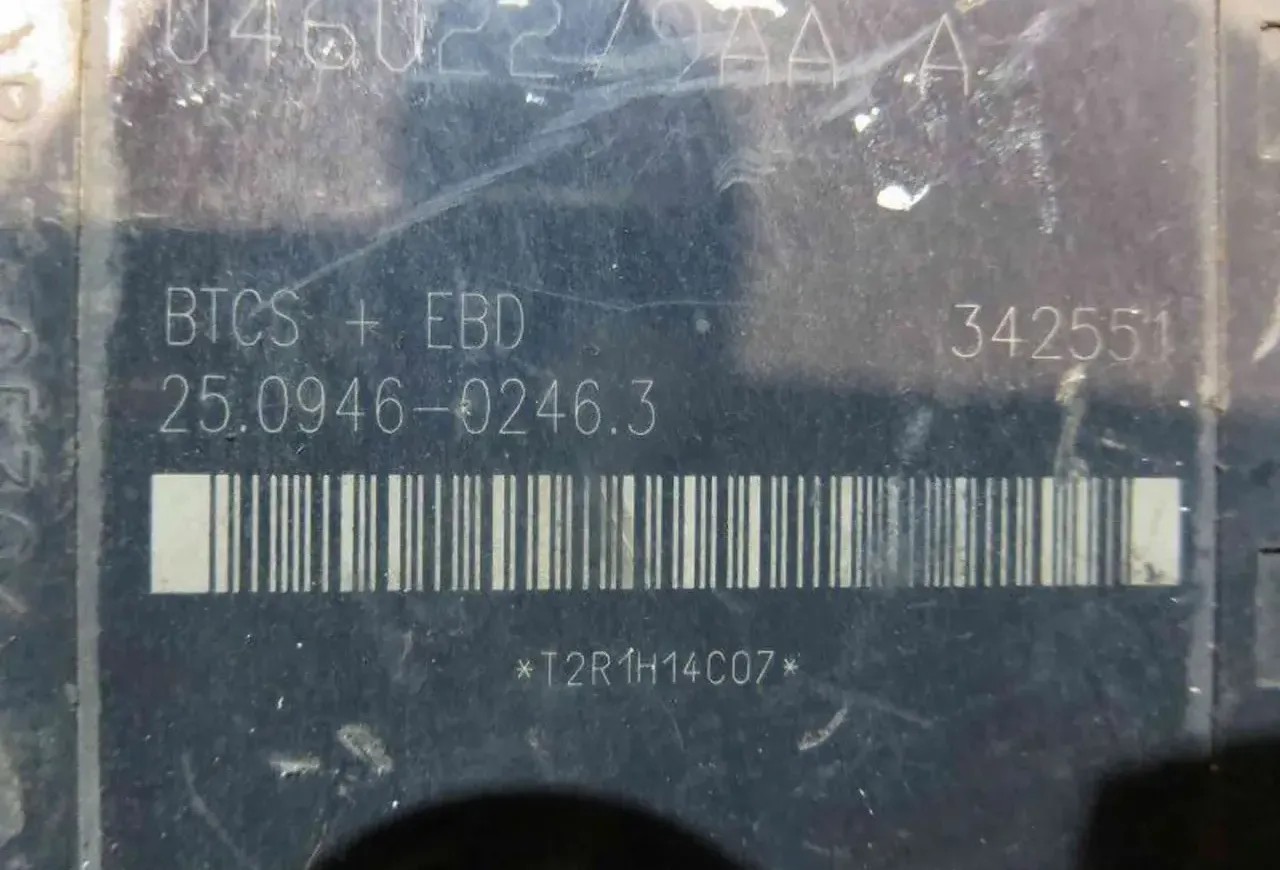 BTCS + EBD 342551
25.0946-0246.3
*T2R1H14C07*